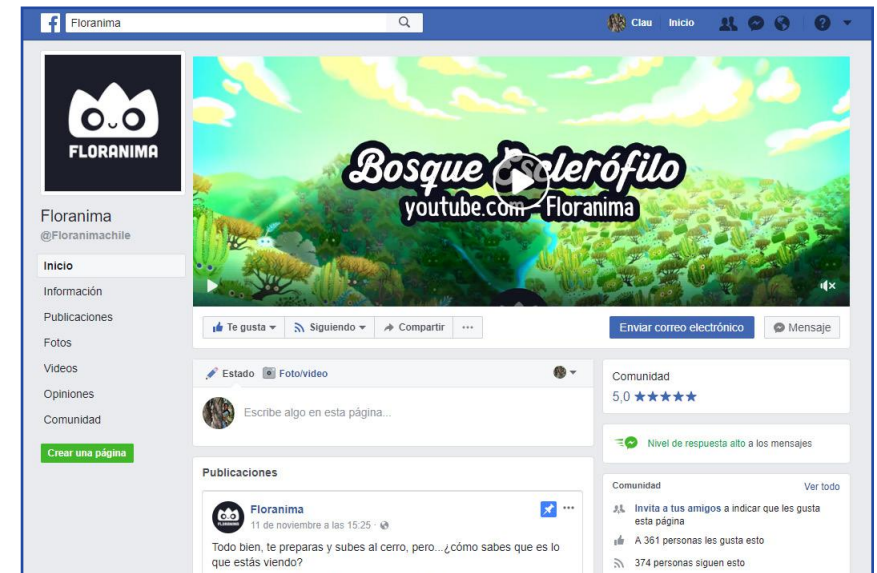 Floranima
Clau Inicio
FLORANIMA
Floranima
@Floranimachile
Inicio
Información
Publicaciones
Fotos
Videos
Opiniones
Comunidad
Crear una página
Bosque Esclerófilo
youtube.com - Floranima
Te gusta
Siguiendo
Compartir
Enviar correo electrónico
Mensaje
Estado
Foto/video
Escribe algo en esta página...
Publicaciones
Floranima
11 de noviembre a las 15:25 ·
Todo bien, te preparas y subes al cerro, pero...¿cómo sabes que es lo
que estás viendo?
Comunidad
5,0 ★★★★★
Nivel de respuesta alto a los mensajes
Comunidad
Ver todo
Invita a tus amigos a indicar que les gusta
esta página
A 361 personas les gusta esto
374 personas siguen esto